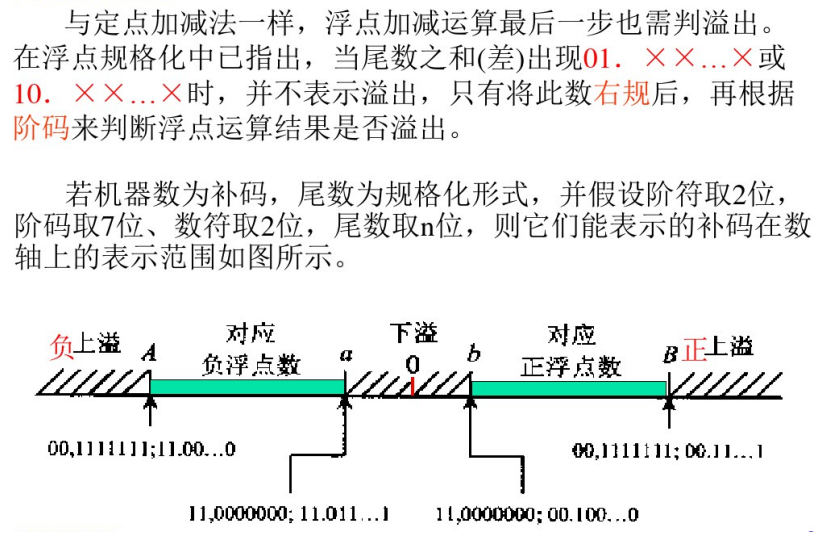 与定点加减法一样，浮点加减运算最后一步也需判溢出。
在浮点规格化中已指出，当尾数之和(差)出现01．××…×或
10．××…×时，并不表示溢出，只有将此数右规后，再根据
阶码来判断浮点运算结果是否溢出。
若机器数为补码，尾数为规格化形式，并假设阶符取2位，
阶码取7位、数符取2位，尾数取n位，则它们能表示的补码在数
轴上的表示范围如图所示。
负上溢 A 对应 负浮点数 a 下溢 0 b 对应 正浮点数 B 正上溢
00,1111111;11.00…0
00,1111111; 00.11…1
11,0000000; 11.011…1
11,0000000; 00.100…0